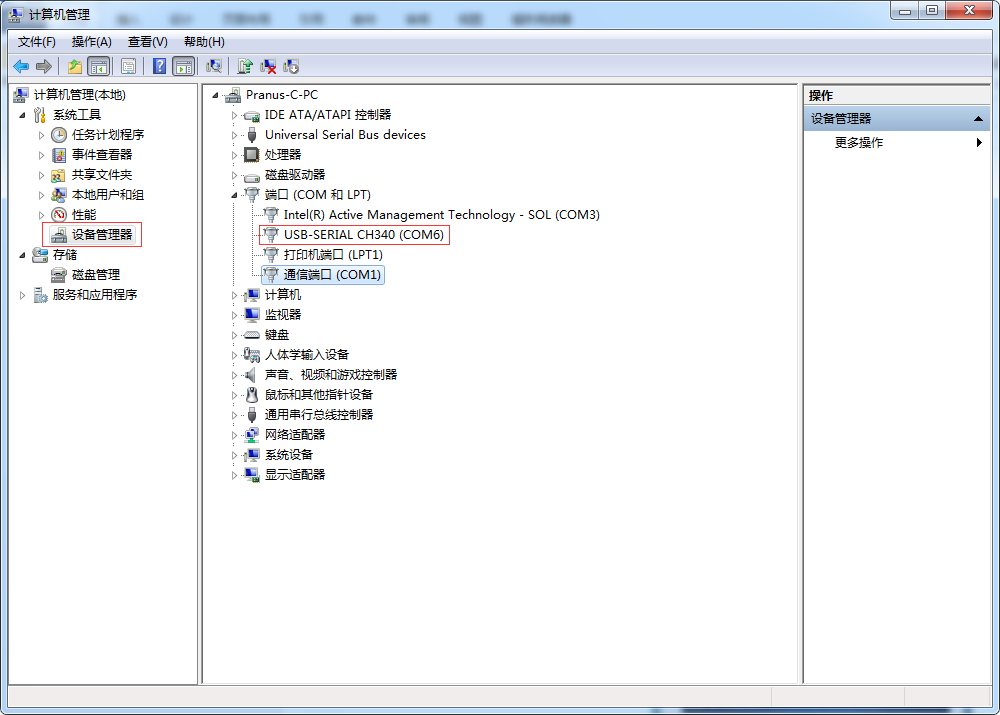 计算机管理
文件(F) 操作(A) 查看(V) 帮助(H)
计算机管理(本地)
系统工具
任务计划程序
事件查看器
共享文件夹
本地用户和组
性能
设备管理器
存储
磁盘管理
服务和应用程序
Pranus-C-PC
IDE ATA/ATAPI 控制器
Universal Serial Bus devices
处理器
磁盘驱动器
端口 (COM 和 LPT)
Intel(R) Active Management Technology - SOL (COM3)
USB-SERIAL CH340 (COM6)
打印机端口 (LPT1)
通信端口 (COM1)
计算机
监视器
键盘
人体学输入设备
声音、视频和游戏控制器
鼠标和其他指针设备
通用串行总线控制器
网络适配器
系统设备
显示适配器
操作
设备管理器
更多操作